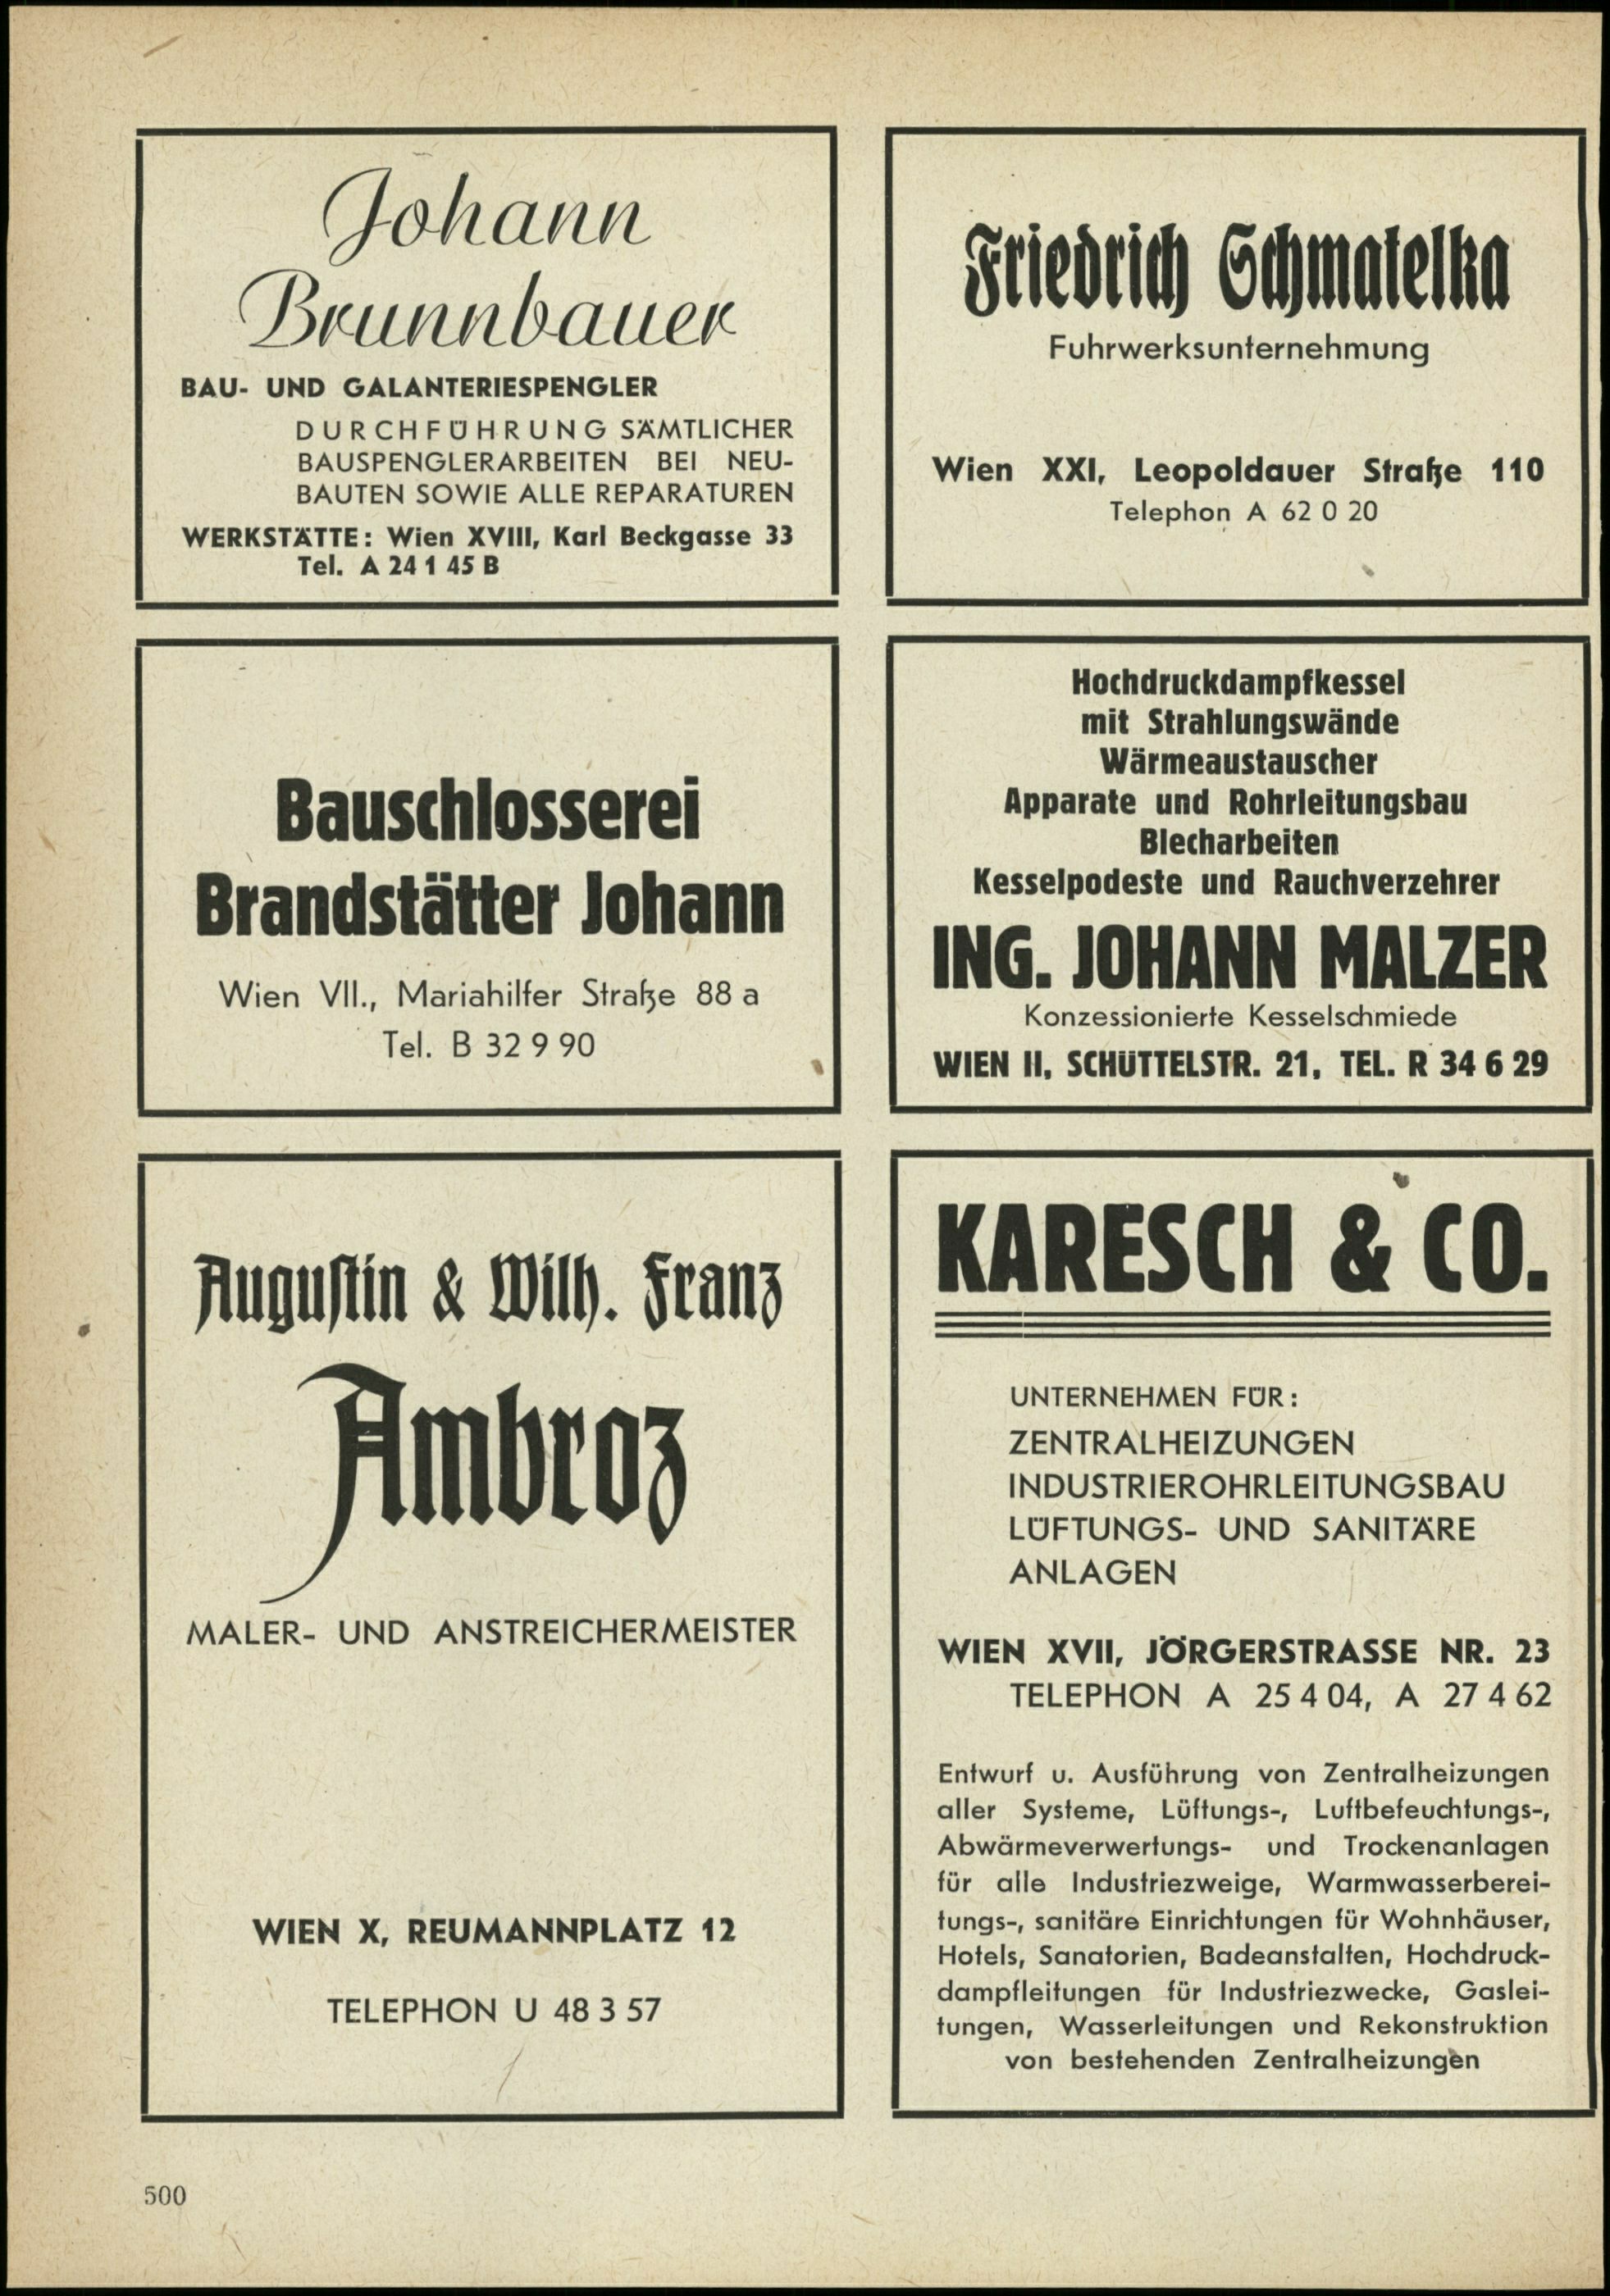 Johann
Brunnbauer
BAU- UND GALANTERIESPENGLER
DURCHFÜHRUNG SÄMTLICHER
BAUSPENGLERARBEITEN BEI NEU-
BAUTEN SOWIE ALLE REPARATUREN
WERKSTÄTTE: Wien XVIII, Karl Beckgasse 33
Tel. A 24 1 45 B
Friedrich Schmatelka
Fuhrwerksunternehmung
Wien XXI, Leopoldauer Straße 110
Telephon A 62 0 20
Bauschlosserei
Brandstätter Johann
Wien VII., Mariahilfer Straße 88 a
Tel. B 32 9 90
Hochdruckdampfkessel
mit Strahlungswände
Wärmeaustauscher
Apparate und Rohrleitungsbau
Blecharbeiten
Kesselpodeste und Rauchverzehrer
ING. JOHANN MALZER
Konzessionierte Kesselschmiede
WIEN II, SCHÜTTELSTR. 21, TEL. R 34 6 29
Auguſtin & Wilh. Franz
Ambroz
MALER- UND ANSTREICHERMEISTER
WIEN X, REUMANNPLATZ 12
TELEPHON U 48 3 57
KARESCH & CO.
UNTERNEHMEN FÜR:
ZENTRALHEIZUNGEN
INDUSTRIEROHRLEITUNGSBAU
LÜFTUNGS- UND SANITÄRE
ANLAGEN
WIEN XVII, JÖRGERSTRASSE NR. 23
TELEPHON A 25 4 04, A 27 4 62
Entwurf u. Ausführung von Zentralheizungen
aller Systeme, Lüftungs-, Luftbefeuchtungs-,
Abwärmeverwertungs- und Trockenanlagen
für alle Industriezweige, Warmwasserberei-
tungs-, sanitäre Einrichtungen für Wohnhäuser,
Hotels, Sanatorien, Badeanstalten, Hochdruck-
dampfleitungen für Industriezwecke, Gaslei-
tungen, Wasserleitungen und Rekonstruktion
von bestehenden Zentralheizungen
500